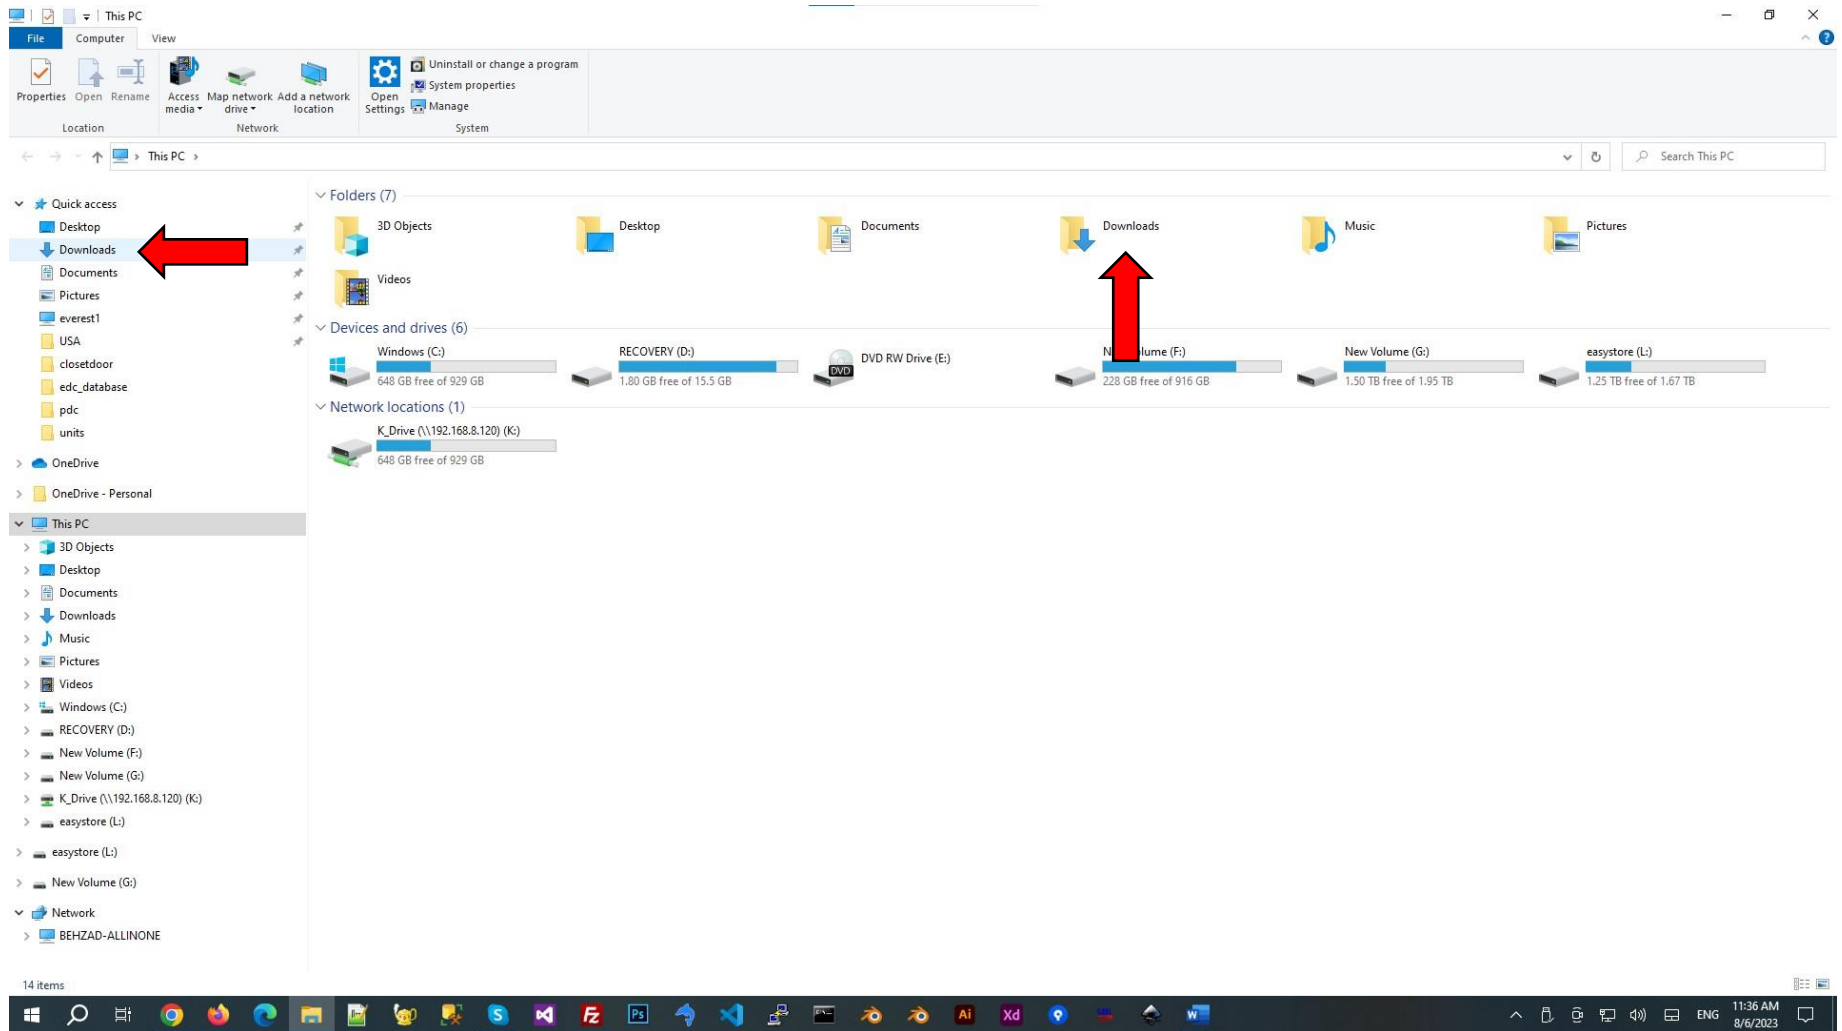 This PC
File Computer View
Properties Open Rename Access media Map network drive Add a network location Open Settings Uninstall or change a program
System properties
Manage
Location Network System
This PC Search This PC
Quick access
Desktop
Downloads
Documents
Pictures
everest1
USA
closetdoor
edc_database
pdc
units
OneDrive
OneDrive - Personal
This PC
3D Objects
Desktop
Documents
Downloads
Music
Pictures
Videos
Windows (C:)
RECOVERY (D:)
New Volume (F:)
New Volume (G:)
K_Drive (\\192.168.8.120) (K:)
easystore (L:)
easystore (L:)
New Volume (G:)
Network
BEHZAD-ALLINONE
Folders (7)
3D Objects Desktop Documents Downloads Music Pictures
Videos
Devices and drives (6)
Windows (C:)
648 GB free of 929 GB
RECOVERY (D:)
1.80 GB free of 15.5 GB
DVD RW Drive (E:)
DVD
(F:)
228 GB free of 916 GB
New Volume (G:)
1.50 TB free of 1.95 TB
easystore (L:)
1.25 TB free of 1.67 TB
Network locations (1)
K_Drive (\\192.168.8.120) (K:)
648 GB free of 929 GB
14 items
Fz Ps Ai Xd
ENG
11:36 AM
8/6/2023